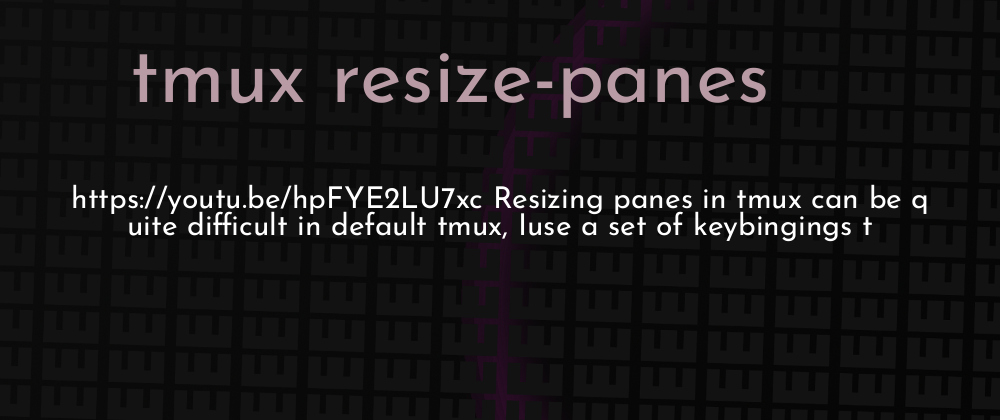 tmux resize-panes
https://youtu.be/hpFYE2LU7xc Resizing panes in tmux can be q
uite difficult in default tmux, Iuse a set of keybingings t